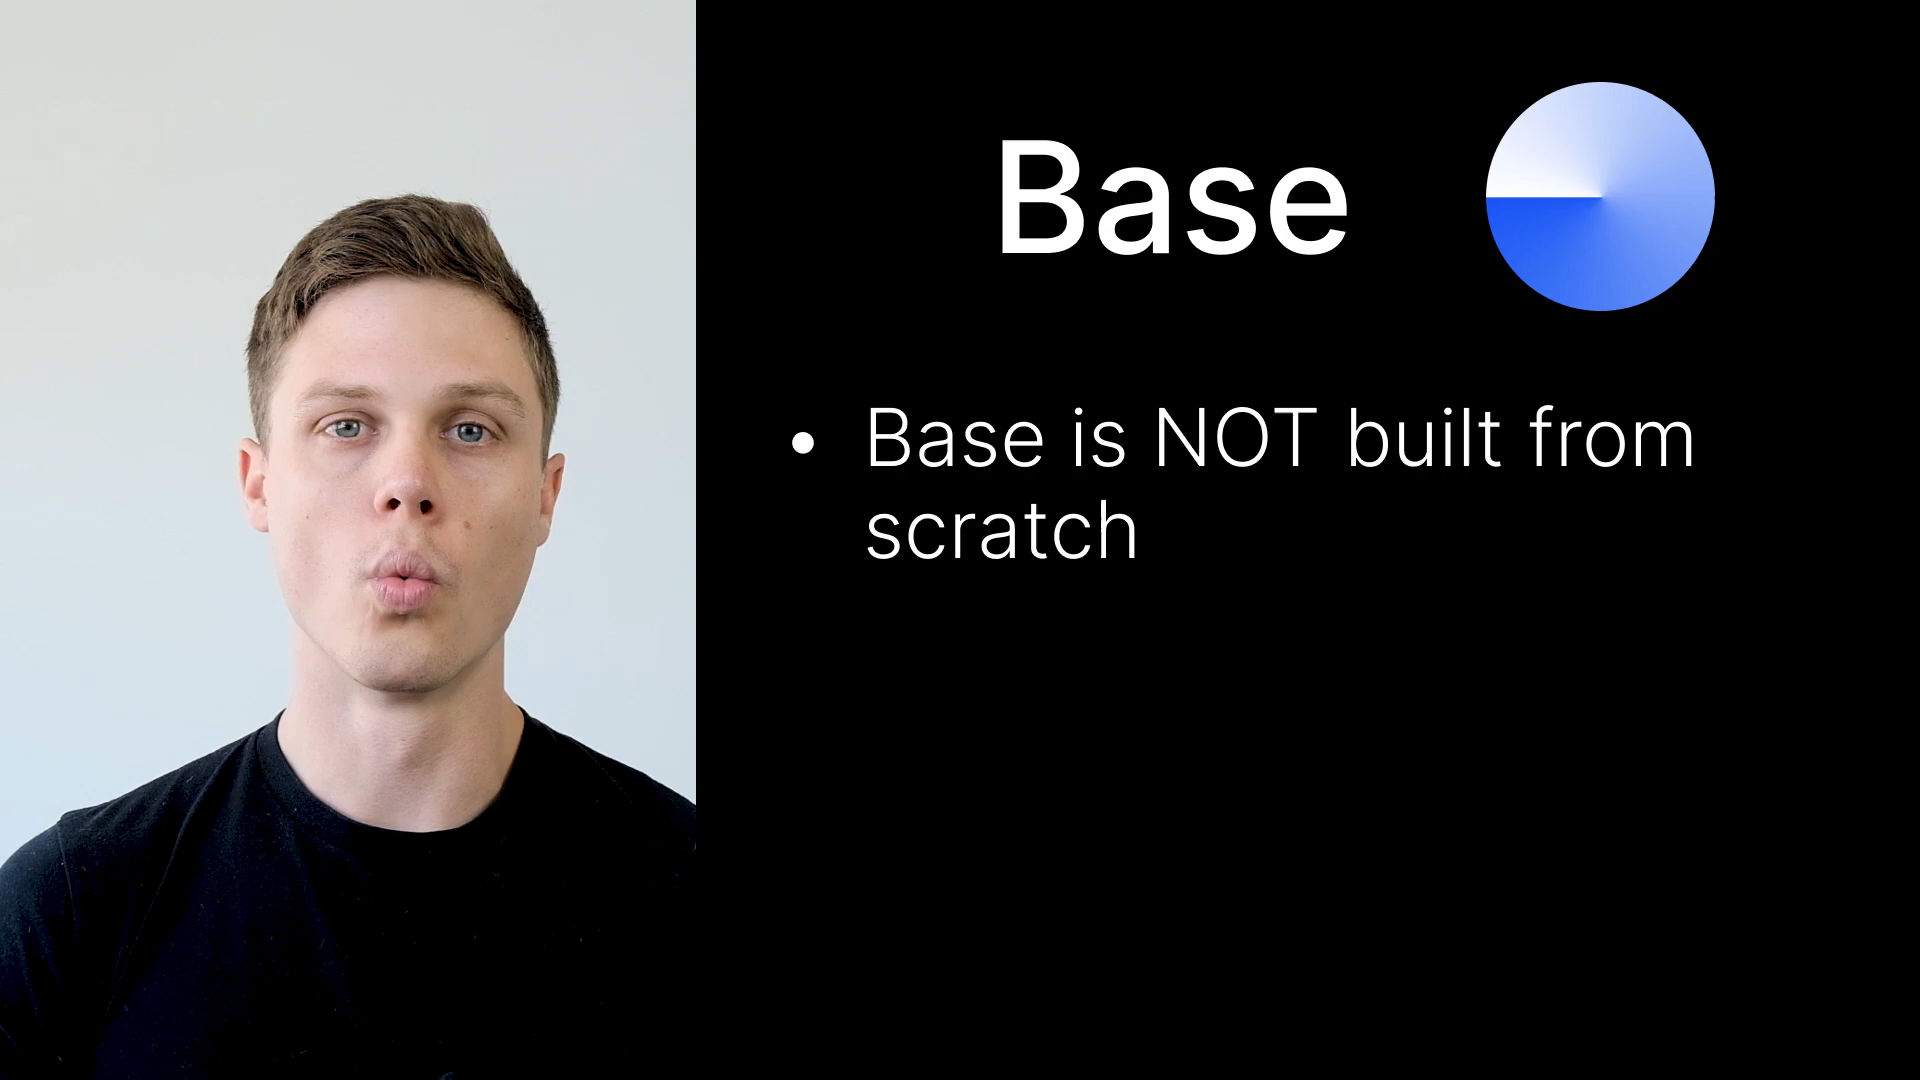 Base
• Base is NOT built from
scratch